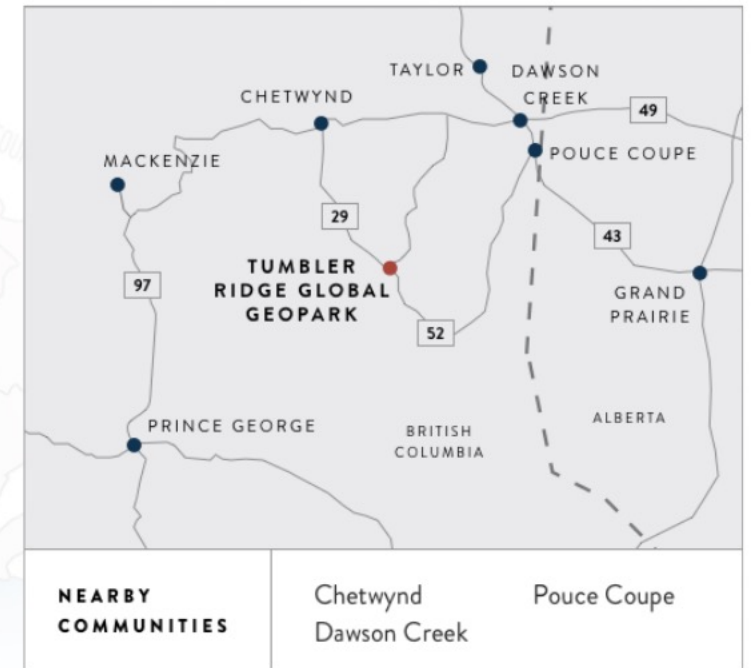 TAYLOR
DAWSON
CREEK
CHETWYND
49
MACKENZIE
POUCE COUPE
29
43
TUMBLER
RIDGE GLOBAL
GEOPARK
97
GRAND
PRAIRIE
52
PRINCE GEORGE
BRITISH
COLUMBIA
ALBERTA
NEARBY
COMMUNITIES
Chetwynd
Dawson Creek
Pouce Coupe